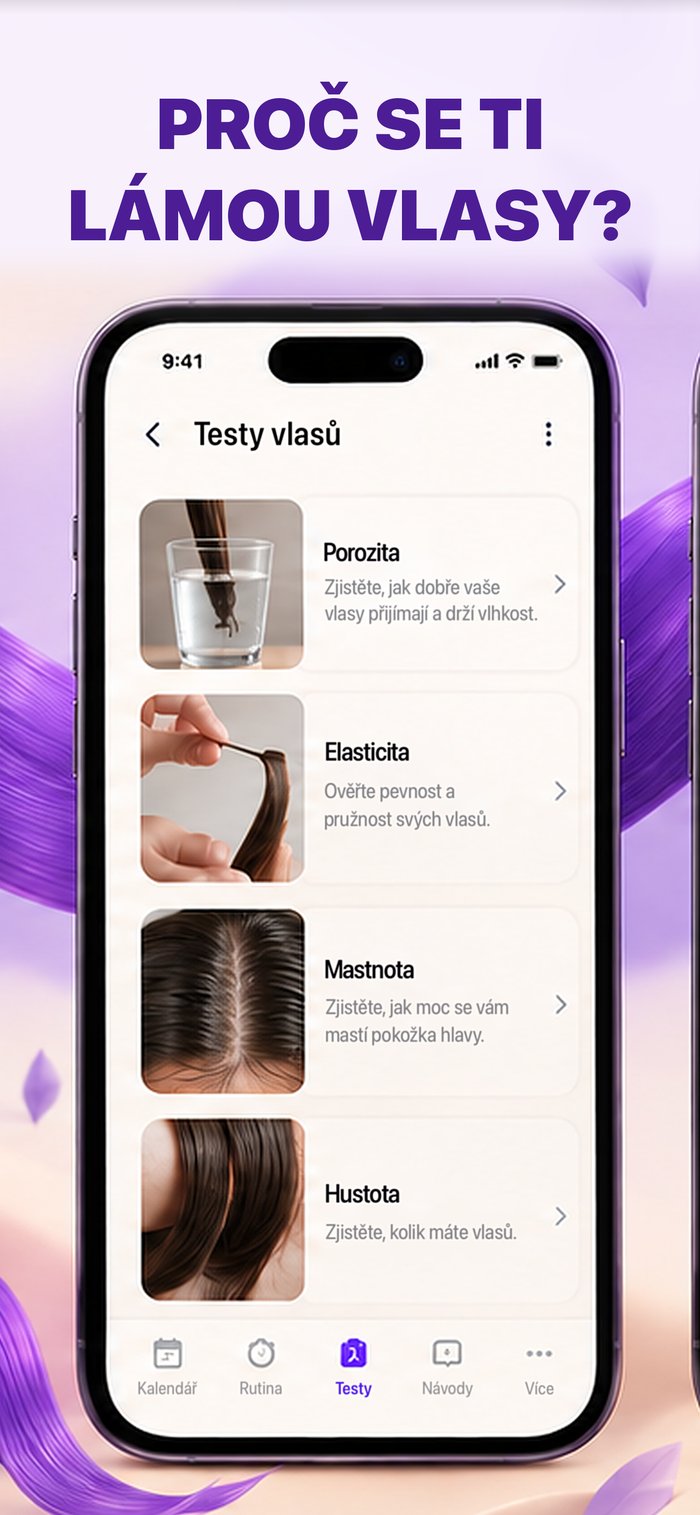 PROČ SE TI
LÁMOU VLASY?
9:41
Testy vlasů
Porozita
Zjistěte, jak dobře vaše
vlasy přijímají a drží vlhkost.
Elasticita
Ověřte pevnost a
pružnost svých vlasů.
Mastnota
Zjistěte, jak moc se vám
mastí pokožka hlavy.
Hustota
Zjistěte, kolik máte vlasů.
Kalendář
Rutina
Testy
Návody
Více